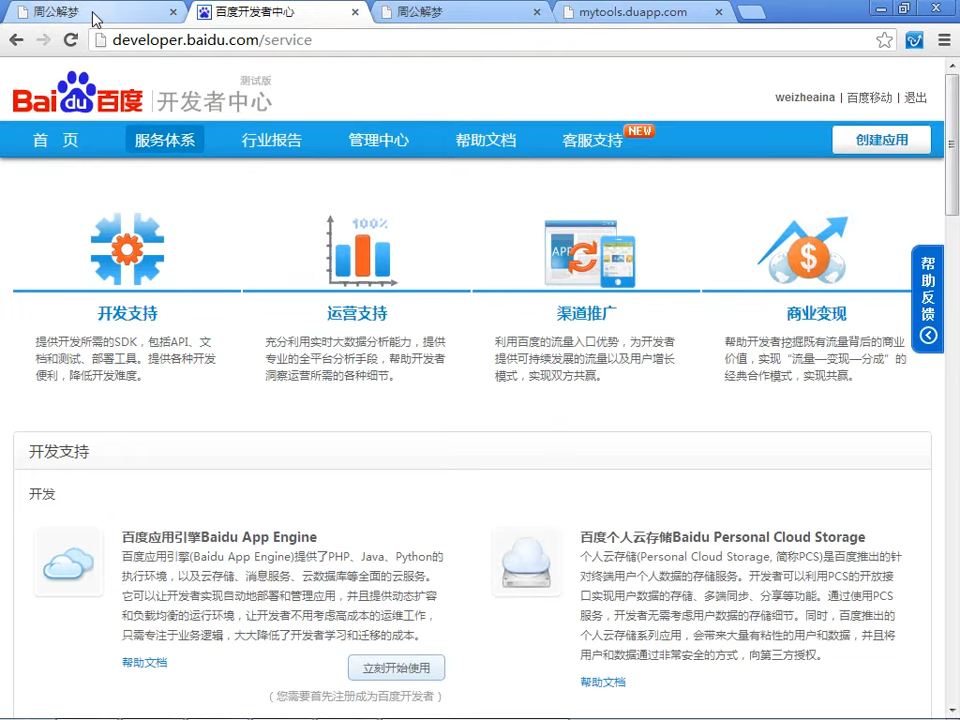 周公解梦
百度开发者中心
周公解梦
mytools.duapp.com
developer.baidu.com/service
Bai du 百度
开发者中心
测试版
weizheaina | 百度移动 | 退出
首 页
服务体系
行业报告
管理中心
帮助文档
客服支持
NEW
创建应用
100%
APP
$
开发支持
提供开发所需的SDK，包括API、文
档和测试、部署工具。提供各种开发
便利，降低开发难度。
运营支持
充分利用实时大数据分析能力，提供
专业的全平台分析手段，帮助开发者
洞察运营所需的各种细节。
渠道推广
利用百度的流量入口优势，为开发者
提供可持续发展的流量以及用户增长
模式，实现双方共赢。
商业变现
帮助开发者挖掘既有流量背后的商业
价值，实现“流量—变现—分成”的
经典合作模式，实现共赢。
帮助反馈
开发支持
开发
百度应用引擎Baidu App Engine
百度应用引擎(Baidu App Engine)提供了PHP、Java、Python的
执行环境，以及云存储、消息服务、云数据库等全面的云服务。
它可以让开发者实现自动地部署和管理应用，并且提供动态扩容
和负载均衡的运行环境，让开发者不用考虑高成本的运维工作，
只需专注于业务逻辑，大大降低了开发者学习和迁移的成本。
帮助文档
立刻开始使用
（您需要首先注册成为百度开发者）
百度个人云存储Baidu Personal Cloud Storage
个人云存储(Personal Cloud Storage, 简称PCS)是百度推出的针
对终端用户个人数据的存储服务。开发者可以利用PCS的开放接
口实现用户数据的存储、多端同步、分享等功能。通过使用PCS
服务，开发者无需考虑用户数据的存储细节。同时，百度推出的
个人云存储系列应用，会带来大量有粘性的用户和数据，并且将
用户和数据通过非常安全的方式，向第三方授权。
帮助文档